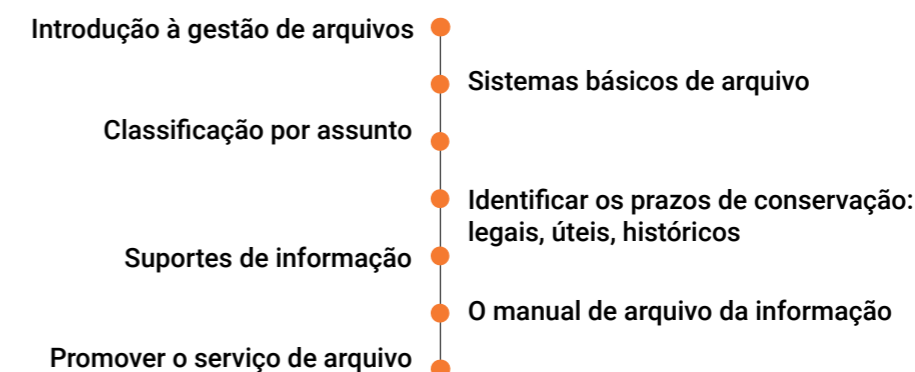 Introdução à gestão de arquivos
Sistemas básicos de arquivo
Classificação por assunto
Identificar os prazos de conservação:
legais, úteis, históricos
Suportes de informação
O manual de arquivo da informação
Promover o serviço de arquivo